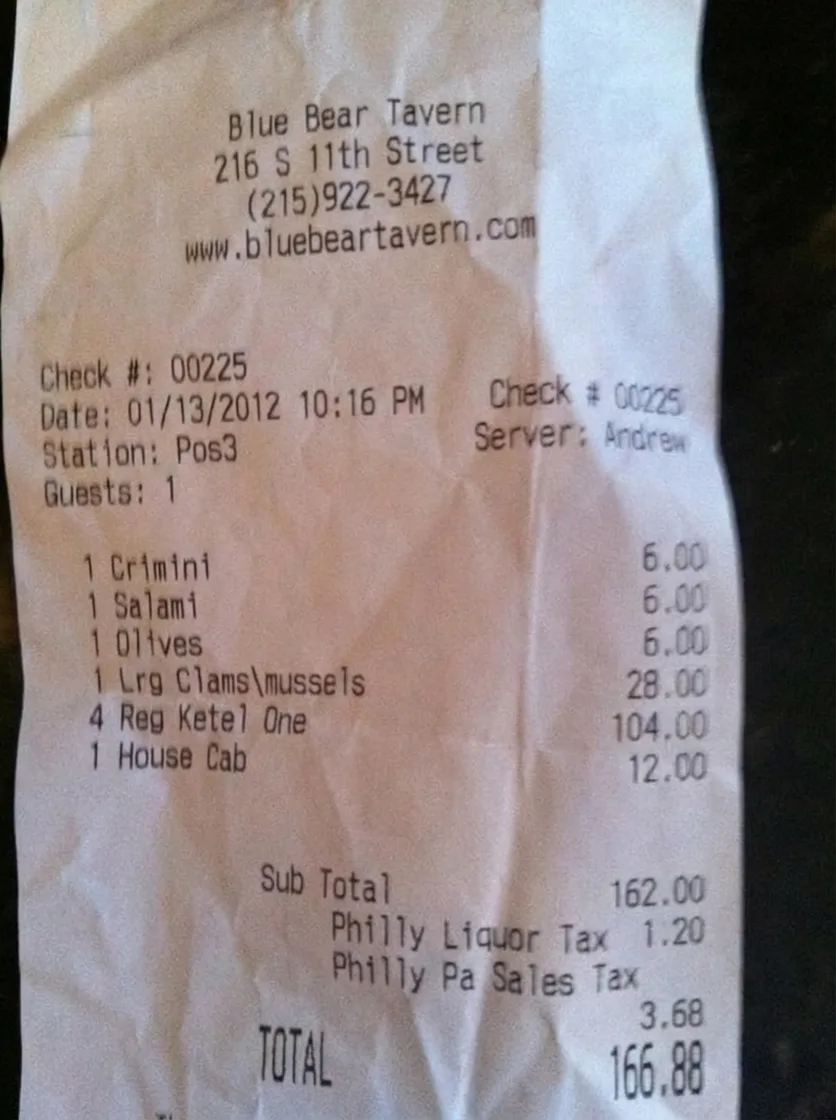 Blue Bear Tavern
216 S 11th Street
(215)922-3427
www.bluebeartavern.com
Check #: 00225
Date: 01/13/2012 10:16 PM Check # 00225
Station: Pos3 Server: Andrew
Guests: 1
1 Crimini 6.00
1 Salami 6.00
1 Olives 6.00
1 Lrg Clams\mussels 28.00
4 Reg Ketel One 104.00
1 House Cab 12.00
Sub Total 162.00
Philly Liquor Tax 1.20
Philly Pa Sales Tax
3.68
TOTAL 166.88